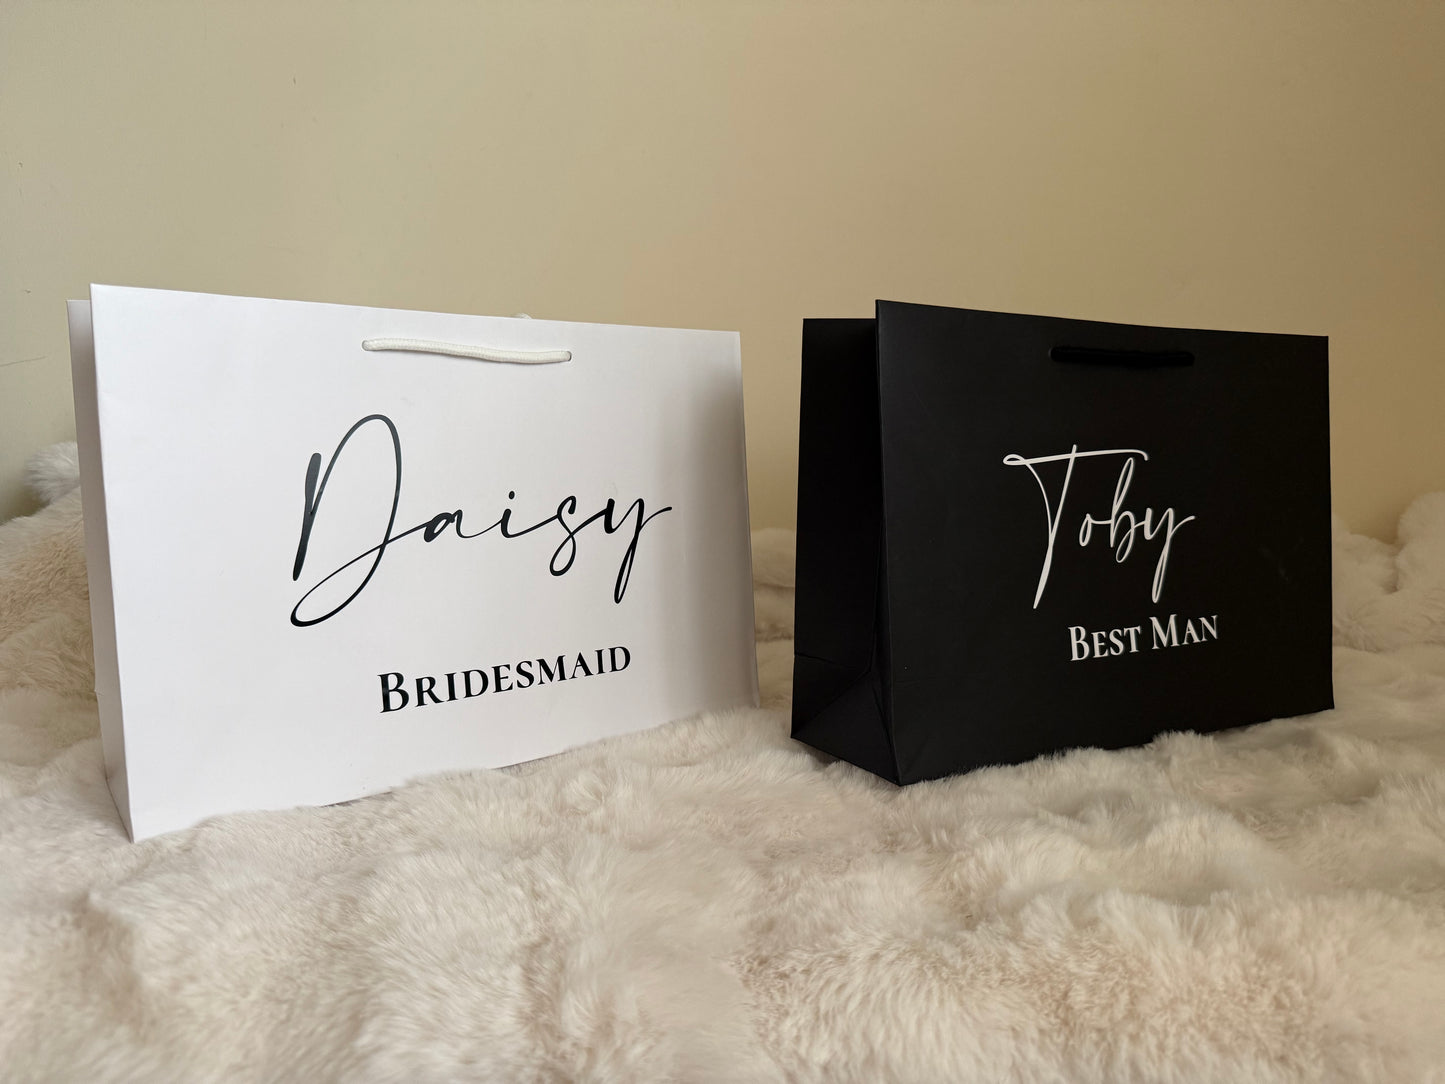 Daisy
Bridesmaid
Toby
Best Man